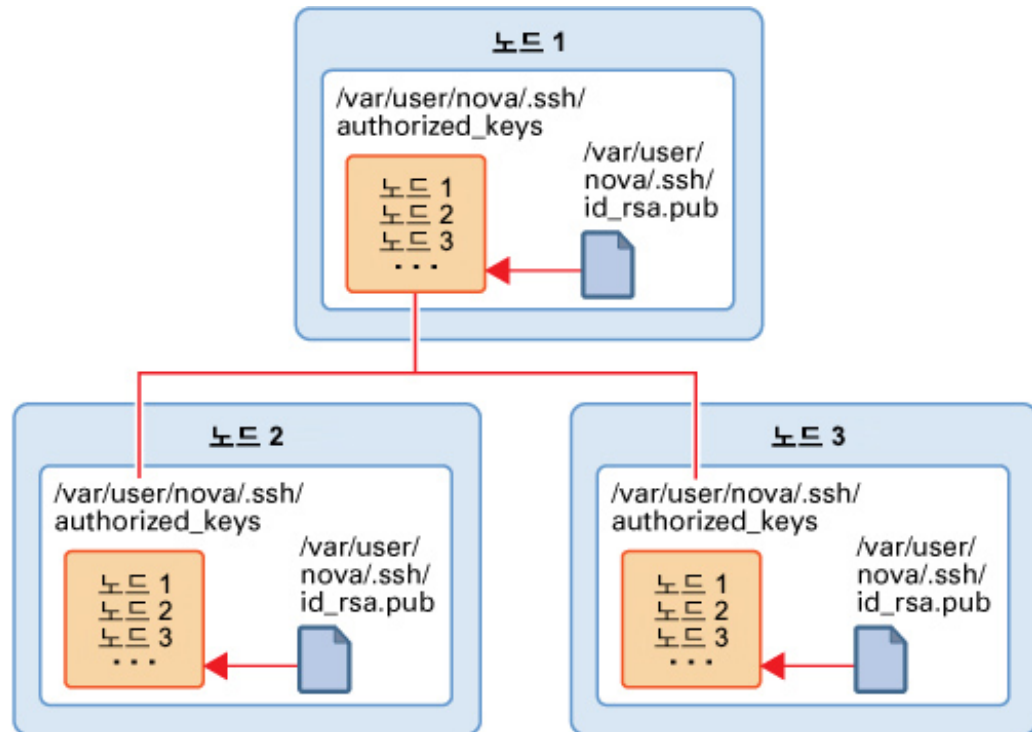 노드 1
/var/user/nova/.ssh/
authorized_keys
노드 1
노드 2
노드 3
...
/var/user/
nova/.ssh/
id_rsa.pub
노드 2
/var/user/nova/.ssh/
authorized_keys
노드 1
노드 2
노드 3
...
/var/user/
nova/.ssh/
id_rsa.pub
노드 3
/var/user/nova/.ssh/
authorized_keys
노드 1
노드 2
노드 3
...
/var/user/
nova/.ssh/
id_rsa.pub